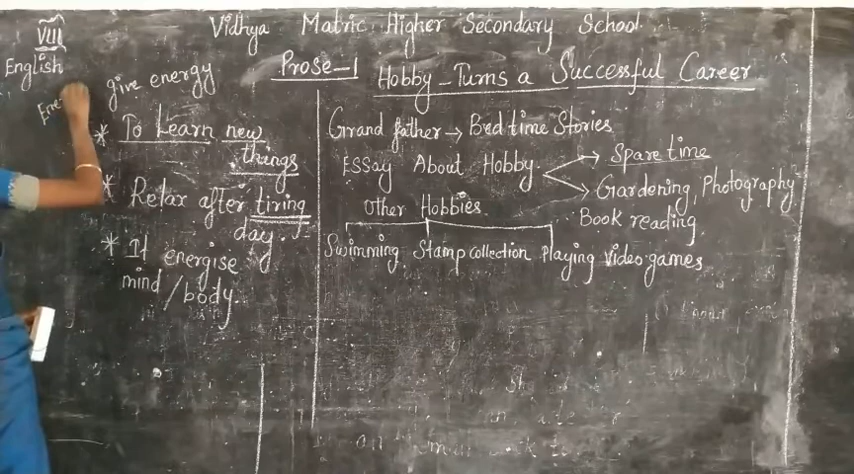 VIII
Vidhya Matric Higher Secondary School
English
Prose-1
Hobby-Turns a Successful Career
Ene
give energy
* To Learn new
things
* Relax after tiring
day.
* It energise
mind/body
Grand father → Bed time Stories
Essay About Hobby → Spare time
→ Gardening, Photography
Book reading
Other Hobbies
Swimming Stamp collection playing video games